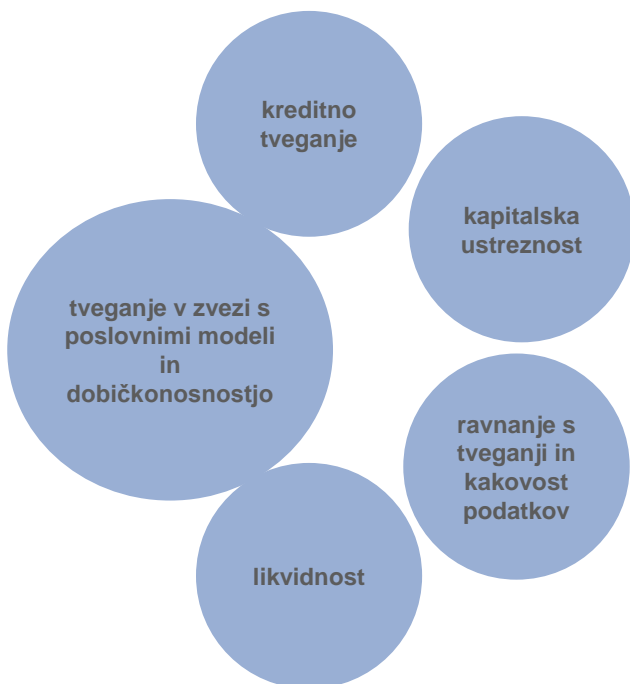 kreditno
tveganje
kapitalska
ustreznost
tveganje v zvezi s
poslovnimi modeli
in
dobičkonosnostjo
ravnanje s
tveganji in
kakovost
podatkov
likvidnost